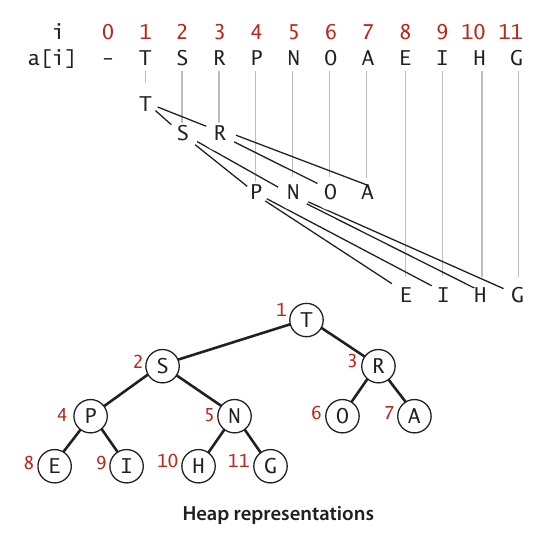 i 0 1 2 3 4 5 6 7 8 9 10 11
a[i] - T S R P N O A E I H G
T
S R
P N O A
E I H G
1 T
2 S 3 R
4 P 5 N 6 O 7 A
8 E 9 I 10 H 11 G
Heap representations